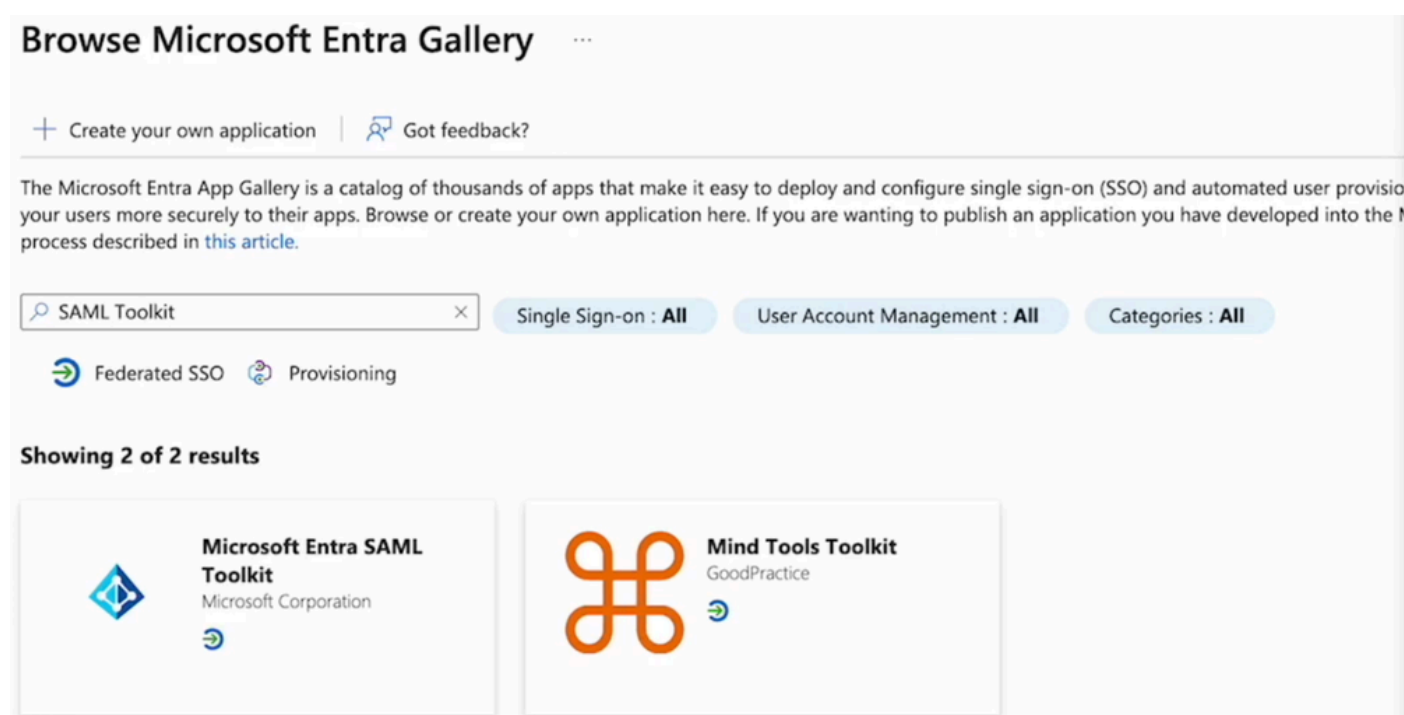 Browse Microsoft Entra Gallery ...
Create your own application Got feedback?
The Microsoft Entra App Gallery is a catalog of thousands of apps that make it easy to deploy and configure single sign-on (SSO) and automated user
your users more securely to their apps. Browse or create your own application here. If you are wanting to publish an application you have developed into the
process described in this article.
SAML Toolkit Single Sign-on : All User Account Management : All Categories : All
Federated SSO Provisioning
Showing 2 of 2 results
Microsoft Entra SAML
Toolkit
Microsoft Corporation
Mind Tools Toolkit
GoodPractice